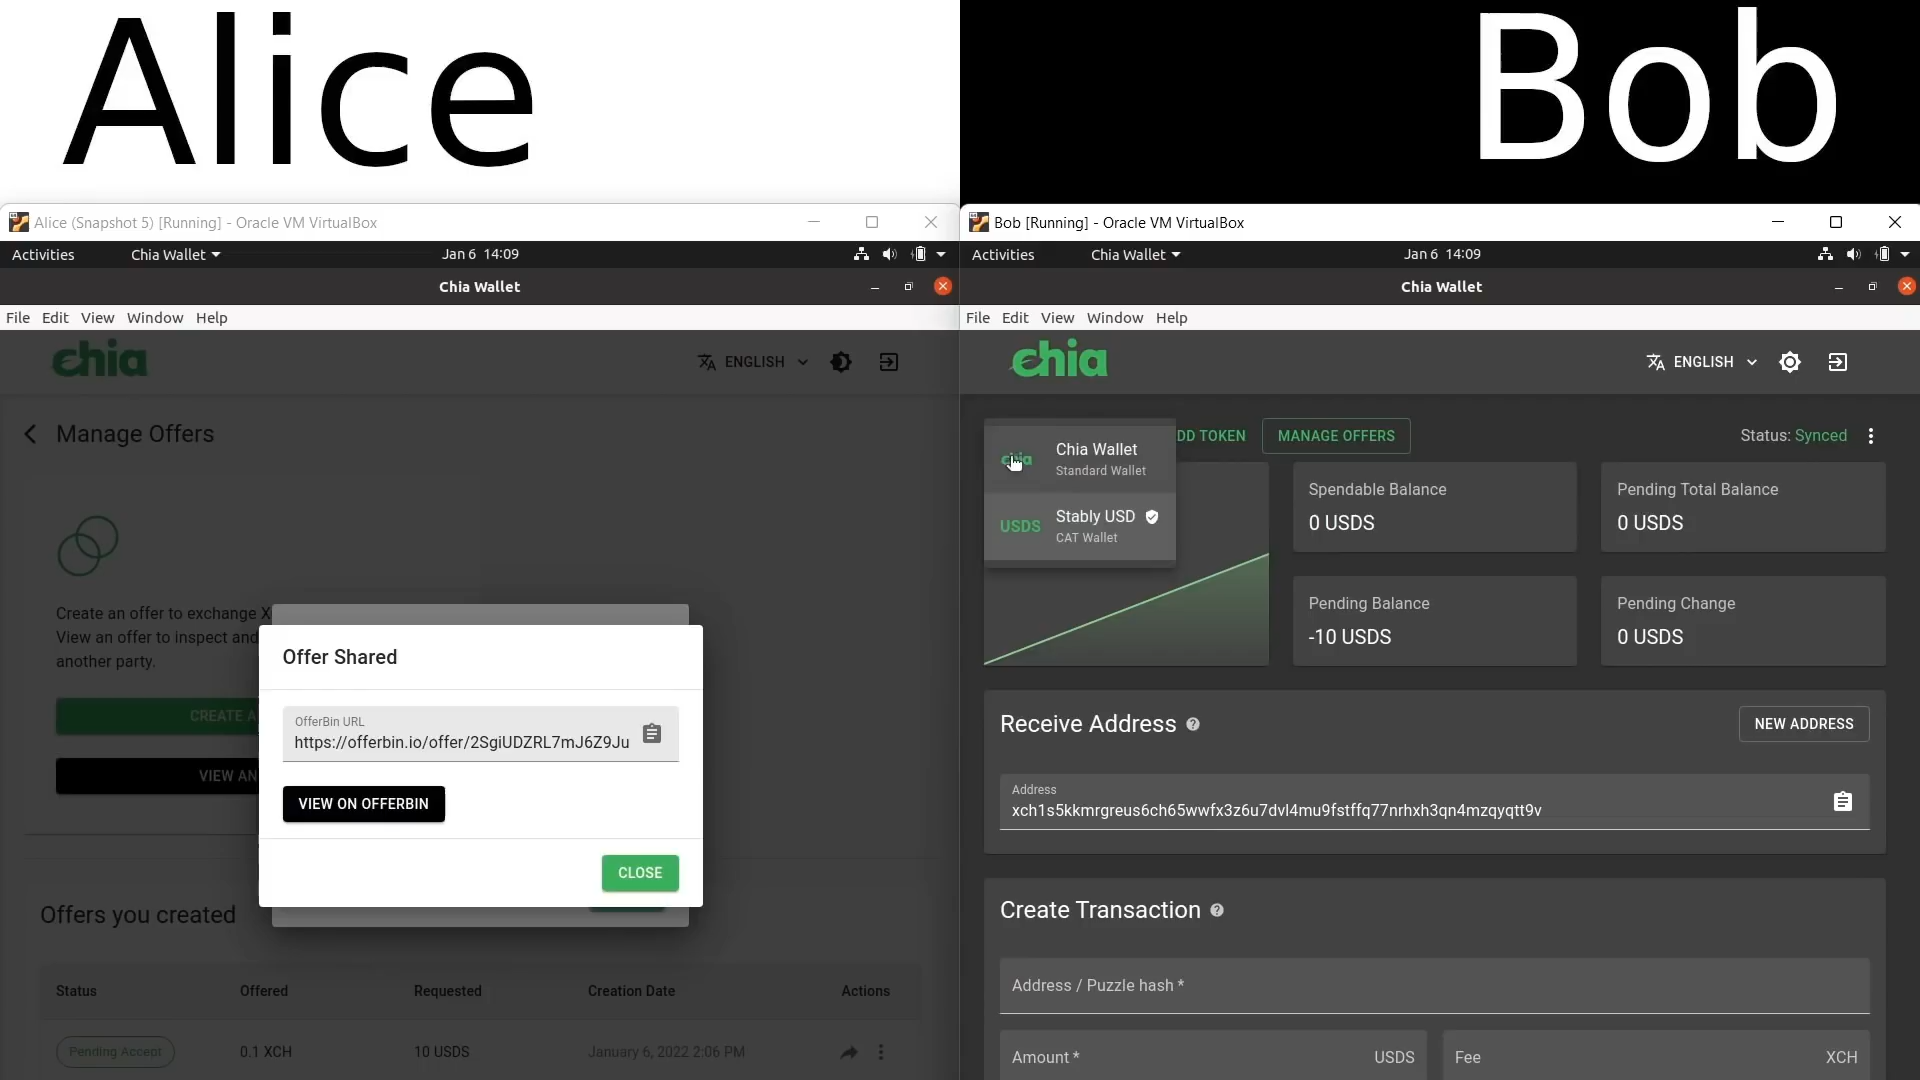 Alice
Bob
Alice (Snapshot 5) [Running] - Oracle VM VirtualBox
Activities
Chia Wallet
Jan 6 14:09
Chia Wallet
File Edit View Window Help
chia
ENGLISH
Manage Offers
Create an offer to exchange X
View an offer to inspect and
another party.
CREATE A
VIEW AN
Offer Shared
OfferBin URL
https://offerbin.io/offer/2SgiUDZRL7mJ6Z9Ju
VIEW ON OFFERBIN
CLOSE
Offers you created
Status Offered Requested Creation Date Actions
Pending Accept 0.1 XCH 10 USDS January 6, 2022 2:06 PM
Bob [Running] - Oracle VM VirtualBox
Activities
Chia Wallet
Jan 6 14:09
Chia Wallet
File Edit View Window Help
chia
ENGLISH
chia
Chia Wallet
Standard Wallet
USDS
Stably USD
CAT Wallet
DD TOKEN
MANAGE OFFERS
Status: Synced
Spendable Balance
0 USDS
Pending Total Balance
0 USDS
Pending Balance
-10 USDS
Pending Change
0 USDS
Receive Address
NEW ADDRESS
Address
xch1s5kkmrgreus6ch65wwfx3z6u7dvl4mu9fstffq77nrhxh3qn4mzqyqtt9v
Create Transaction
Address / Puzzle hash *
Amount * USDS
Fee XCH